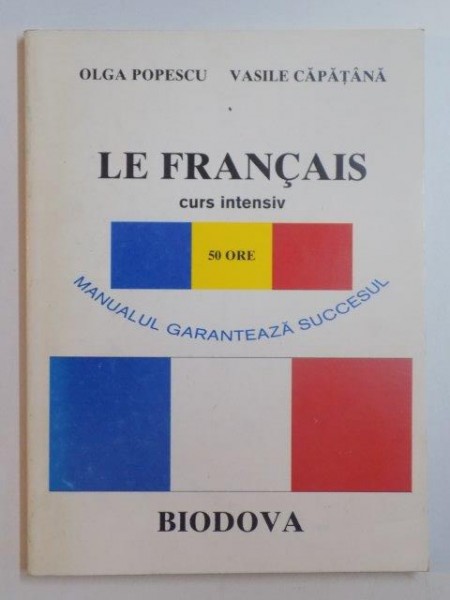 OLGA POPESCU VASILE CĂPĂȚÂNĂ
LE FRANÇAIS
curs intensiv
50 ORE
MANUALUL GARANTEAZĂ SUCCESUL
BIODOVA